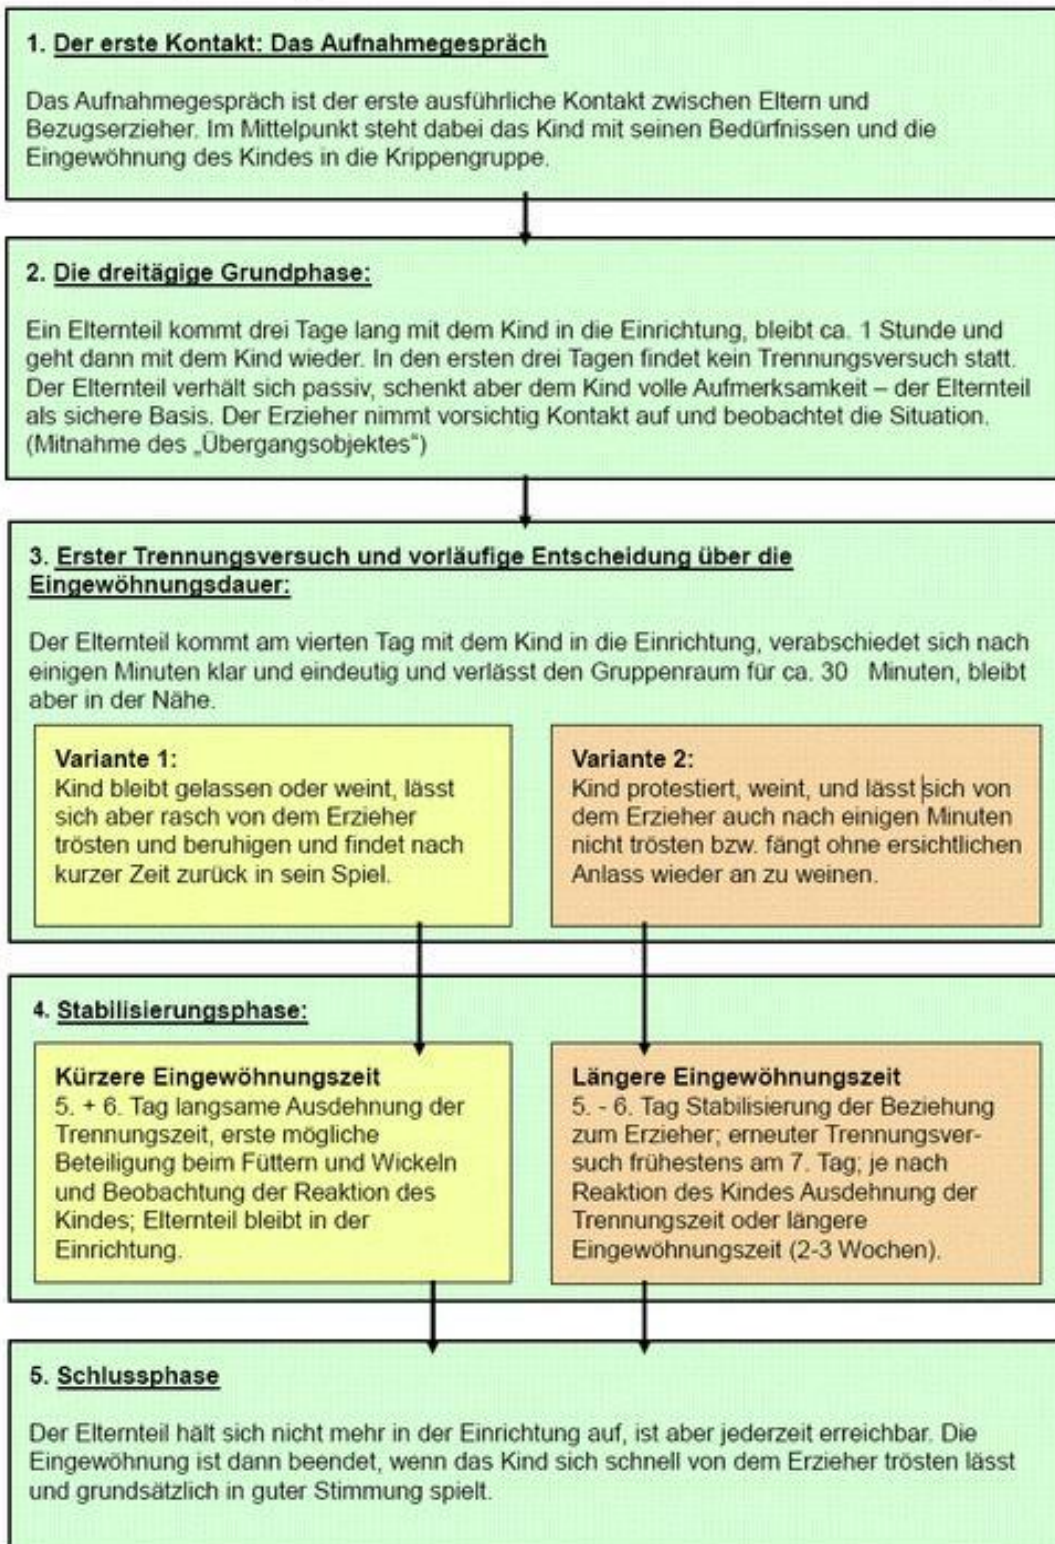 1. Der erste Kontakt: Das Aufnahmegespräch
Das Aufnahmegespräch ist der erste ausführliche Kontakt zwischen Eltern und
Bezugserzieher. Im Mittelpunkt steht dabei das Kind mit seinen Bedürfnissen und die
Eingewöhnung des Kindes in die Krippengruppe.
2. Die dreitägige Grundphase:
Ein Elternteil kommt drei Tage lang mit dem Kind in die Einrichtung, bleibt ca. 1 Stunde und
geht dann mit dem Kind wieder. In den ersten drei Tagen findet kein Trennungsversuch statt.
Der Elternteil verhält sich passiv, schenkt aber dem Kind volle Aufmerksamkeit – der Elternteil
als sichere Basis. Der Erzieher nimmt vorsichtig Kontakt auf und beobachtet die Situation.
(Mitnahme des „Übergangsobjektes“)
3. Erster Trennungsversuch und vorläufige Entscheidung über die
Eingewöhnungsdauer:
Der Elternteil kommt am vierten Tag mit dem Kind in die Einrichtung, verabschiedet sich nach
einigen Minuten klar und eindeutig und verlässt den Gruppenraum für ca. 30 Minuten, bleibt
aber in der Nähe.
Variante 1:
Kind bleibt gelassen oder weint, lässt
sich aber rasch von dem Erzieher
trösten und beruhigen und findet nach
kurzer Zeit zurück in sein Spiel.
Variante 2:
Kind protestiert, weint, und lässt sich von
dem Erzieher auch nach einigen Minuten
nicht trösten bzw. fängt ohne ersichtlichen
Anlass wieder an zu weinen.
4. Stabilisierungsphase:
Kürzere Eingewöhnungszeit
5. + 6. Tag langsame Ausdehnung der
Trennungszeit, erste mögliche
Beteiligung beim Füttern und Wickeln
und Beobachtung der Reaktion des
Kindes; Elternteil bleibt in der
Einrichtung.
Längere Eingewöhnungszeit
5. - 6. Tag Stabilisierung der Beziehung
zum Erzieher; erneuter Trennungsver-
such frühestens am 7. Tag; je nach
Reaktion des Kindes Ausdehnung der
Trennungszeit oder längere
Eingewöhnungszeit (2-3 Wochen).
5. Schlussphase
Der Elternteil hält sich nicht mehr in der Einrichtung auf, ist aber jederzeit erreichbar. Die
Eingewöhnung ist dann beendet, wenn das Kind sich schnell von dem Erzieher trösten lässt
und grundsätzlich in guter Stimmung spielt.